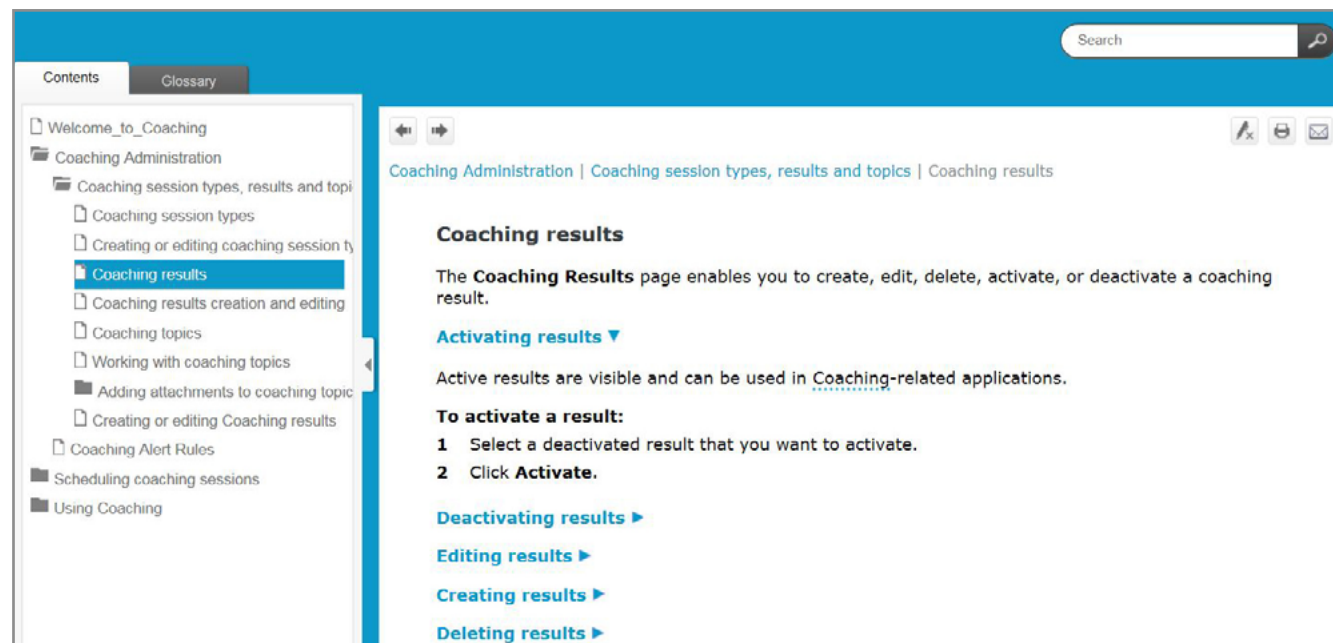 Search
Contents
Glossary
Welcome_to_Coaching
Coaching Administration
Coaching session types, results and topi
Coaching session types
Creating or editing coaching session ty
Coaching results
Coaching results creation and editing
Coaching topics
Working with coaching topics
Adding attachments to coaching topic
Creating or editing Coaching results
Coaching Alert Rules
Scheduling coaching sessions
Using Coaching
Coaching Administration | Coaching session types, results and topics | Coaching results
Coaching results
The Coaching Results page enables you to create, edit, delete, activate, or deactivate a coaching
result.
Activating results
Active results are visible and can be used in Coaching-related applications.
To activate a result:
1 Select a deactivated result that you want to activate.
2 Click Activate.
Deactivating results
Editing results
Creating results
Deleting results